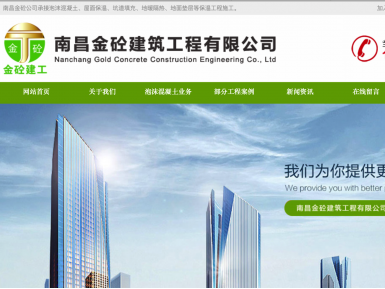 南昌金砼公司承接泡沫混凝土、屋面保温、坑道填充、地暖隔热、地面垫层等保温工程施工。
金 砼
金砼建工
南昌金砼建筑工程有限公司
Nanchang Gold Concrete Construction Engineering Co., Ltd
网站首页 关于我们 泡沫混凝土业务 部分工程案例 新闻资讯 在线留言
我们为你提供更
We provide you with better
南昌金砼建筑工程有限公司